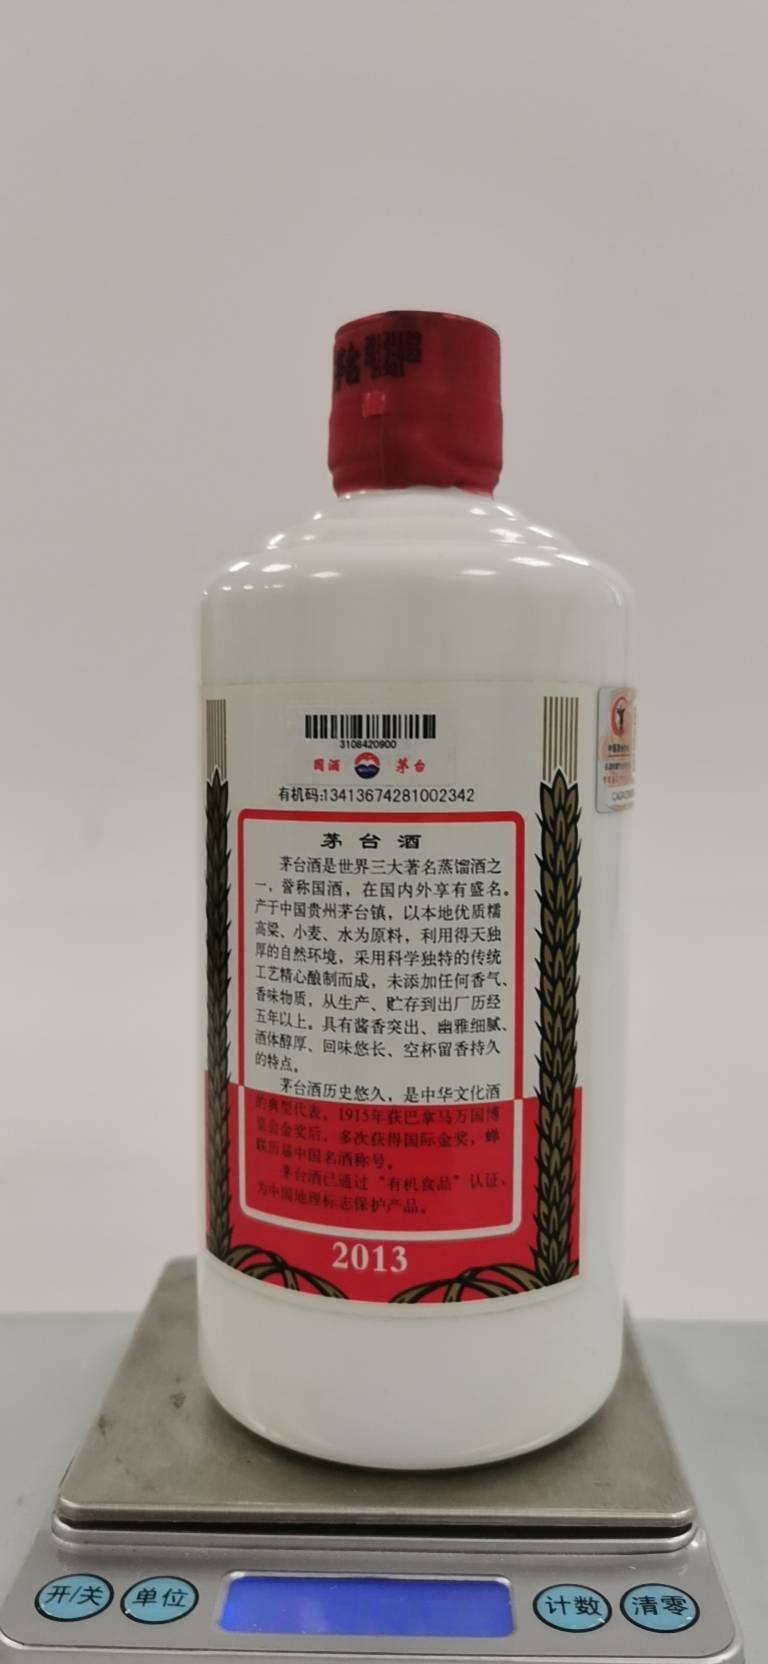 茅台
3108420900
国酒 茅台
有机码:13413674281002342
茅台酒
茅台酒是世界三大著名蒸馏酒之
一，誉称国酒，在国内外享有盛名。
产于中国贵州茅台镇，以本地优质糯
高粱、小麦、水为原料，利用得天独
厚的自然环境，采用科学独特的传统
工艺精心酿制而成，未添加任何香气、
香味物质，从生产、贮存到出厂历经
五年以上。具有酱香突出、幽雅细腻、
酒体醇厚、回味悠长、空杯留香持久
的特点。
茅台酒历史悠久，是中华文化酒
的典型代表，1915年获巴拿马万国博
览会金奖后，多次获得国际金奖，蝉
联历届中国名酒称号。
茅台酒已通过“有机食品”认证，
为中国地理标志保护产品。
2013
开/关 单位 计数 清零